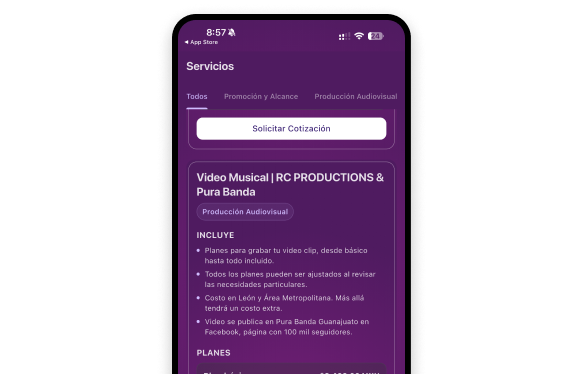 8:57
24
◀ App Store
Servicios
Todos
Promoción y Alcance
Producción Audiovisual
Solicitar Cotización
Video Musical | RC PRODUCTIONS &
Pura Banda
Producción Audiovisual
INCLUYE
• Planes para grabar tu video clip, desde básico
hasta todo incluido.
• Todos los planes pueden ser ajustados al revisar
las necesidades particulares.
• Costo en León y Área Metropolitana. Más allá
tendrá un costo extra.
• Video se publica en Pura Banda Guanajuato en
Facebook, página con 100 mil seguidores.
PLANES